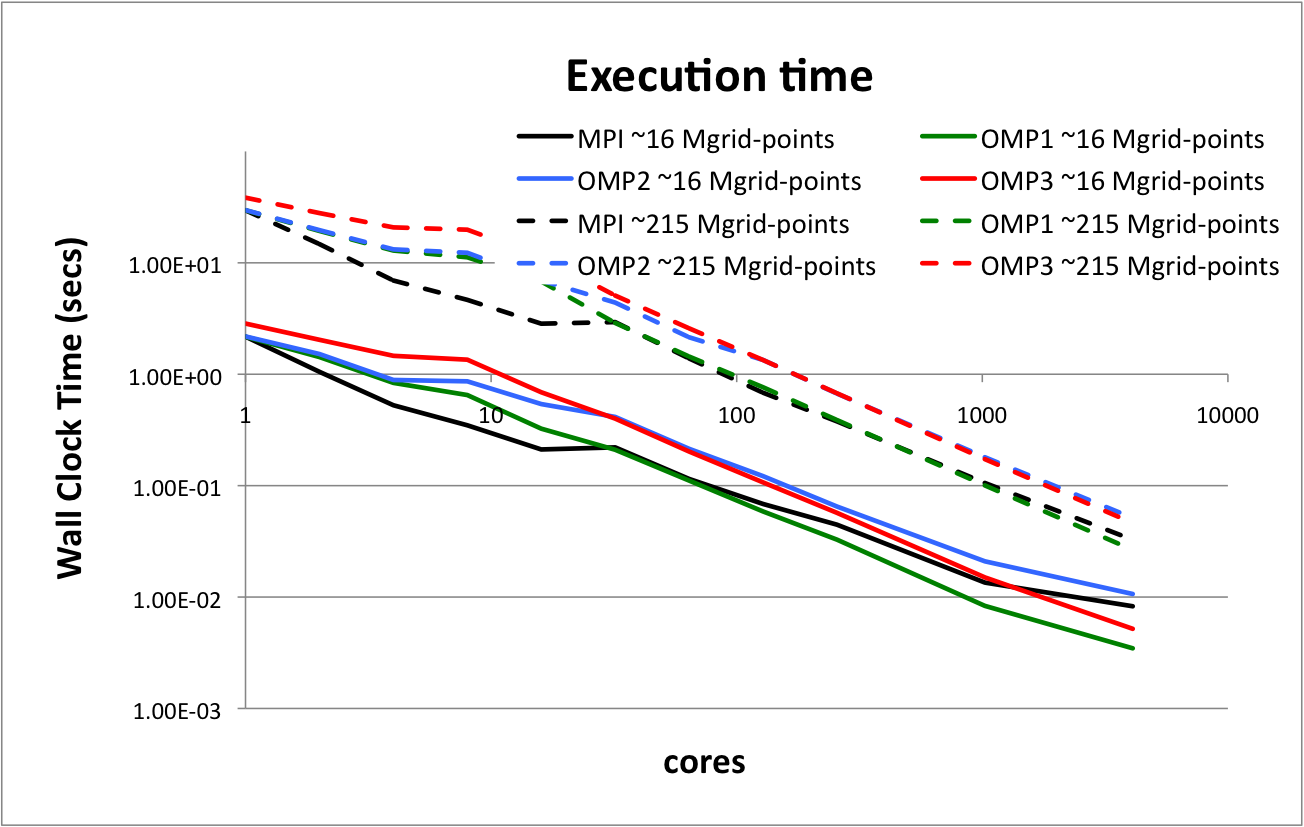 Execution time
MPI ~16 Mgrid-points OMP1 ~16 Mgrid-points
OMP2 ~16 Mgrid-points OMP3 ~16 Mgrid-points
MPI ~215 Mgrid-points OMP1 ~215 Mgrid-points
OMP2 ~215 Mgrid-points OMP3 ~215 Mgrid-points
Wall Clock Time (secs)
1.00E+01
1.00E+00
1 10 100 1000 10000
1.00E-01
1.00E-02
1.00E-03
cores